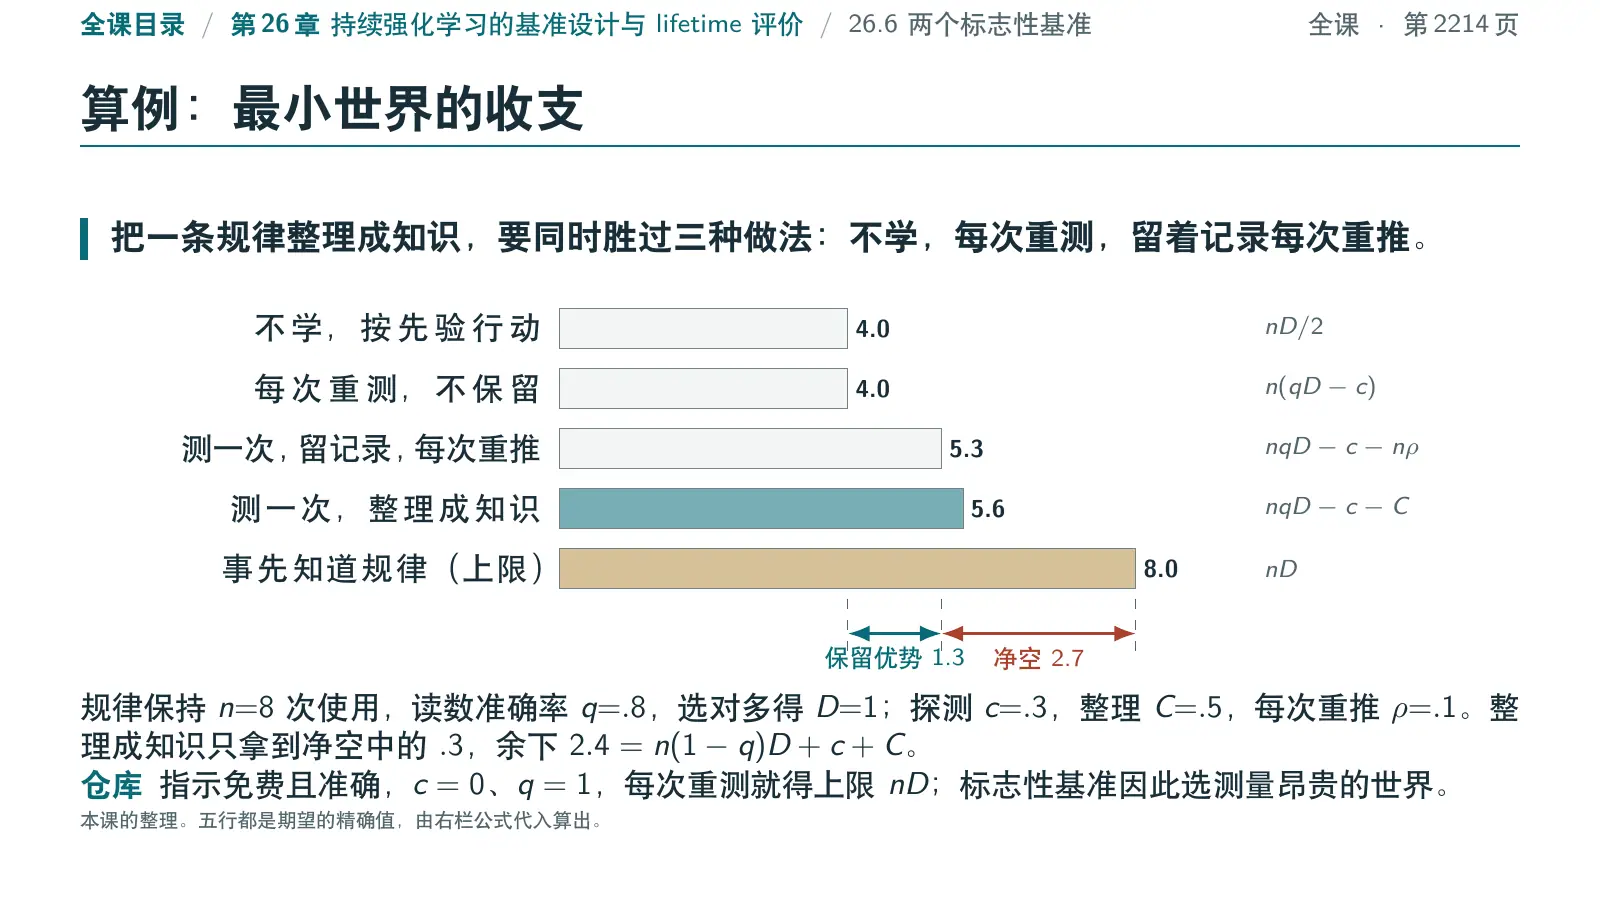 全课目录 / 第 26 章 持续强化学习的基准设计与 lifetime 评价 / 26.6 两个标志性基准
全课 · 第 2214 页
算例：最小世界的收支
把一条规律整理成知识，要同时胜过三种做法：不学，每次重测，留着记录每次重推。
不学，按先验行动 4.0 nD/2
每次重测，不保留 4.0 n(qD − c)
测一次，留记录，每次重推 5.3 nqD − c − nρ
测一次，整理成知识 5.6 nqD − c − C
事先知道规律（上限） 8.0 nD
保留优势 1.3 净空 2.7
规律保持 n=8 次使用，读数准确率 q=.8，选对多得 D=1；探测 c=.3，整理 C=.5，每次重推 ρ=.1。整
理成知识只拿到净空中的 .3，余下 2.4 = n(1 − q)D + c + C。
仓库 指示免费且准确，c = 0、q = 1，每次重测就得上限 nD；标志性基准因此选测量昂贵的世界。
本课的整理。五行都是期望的精确值，由右栏公式代入算出。